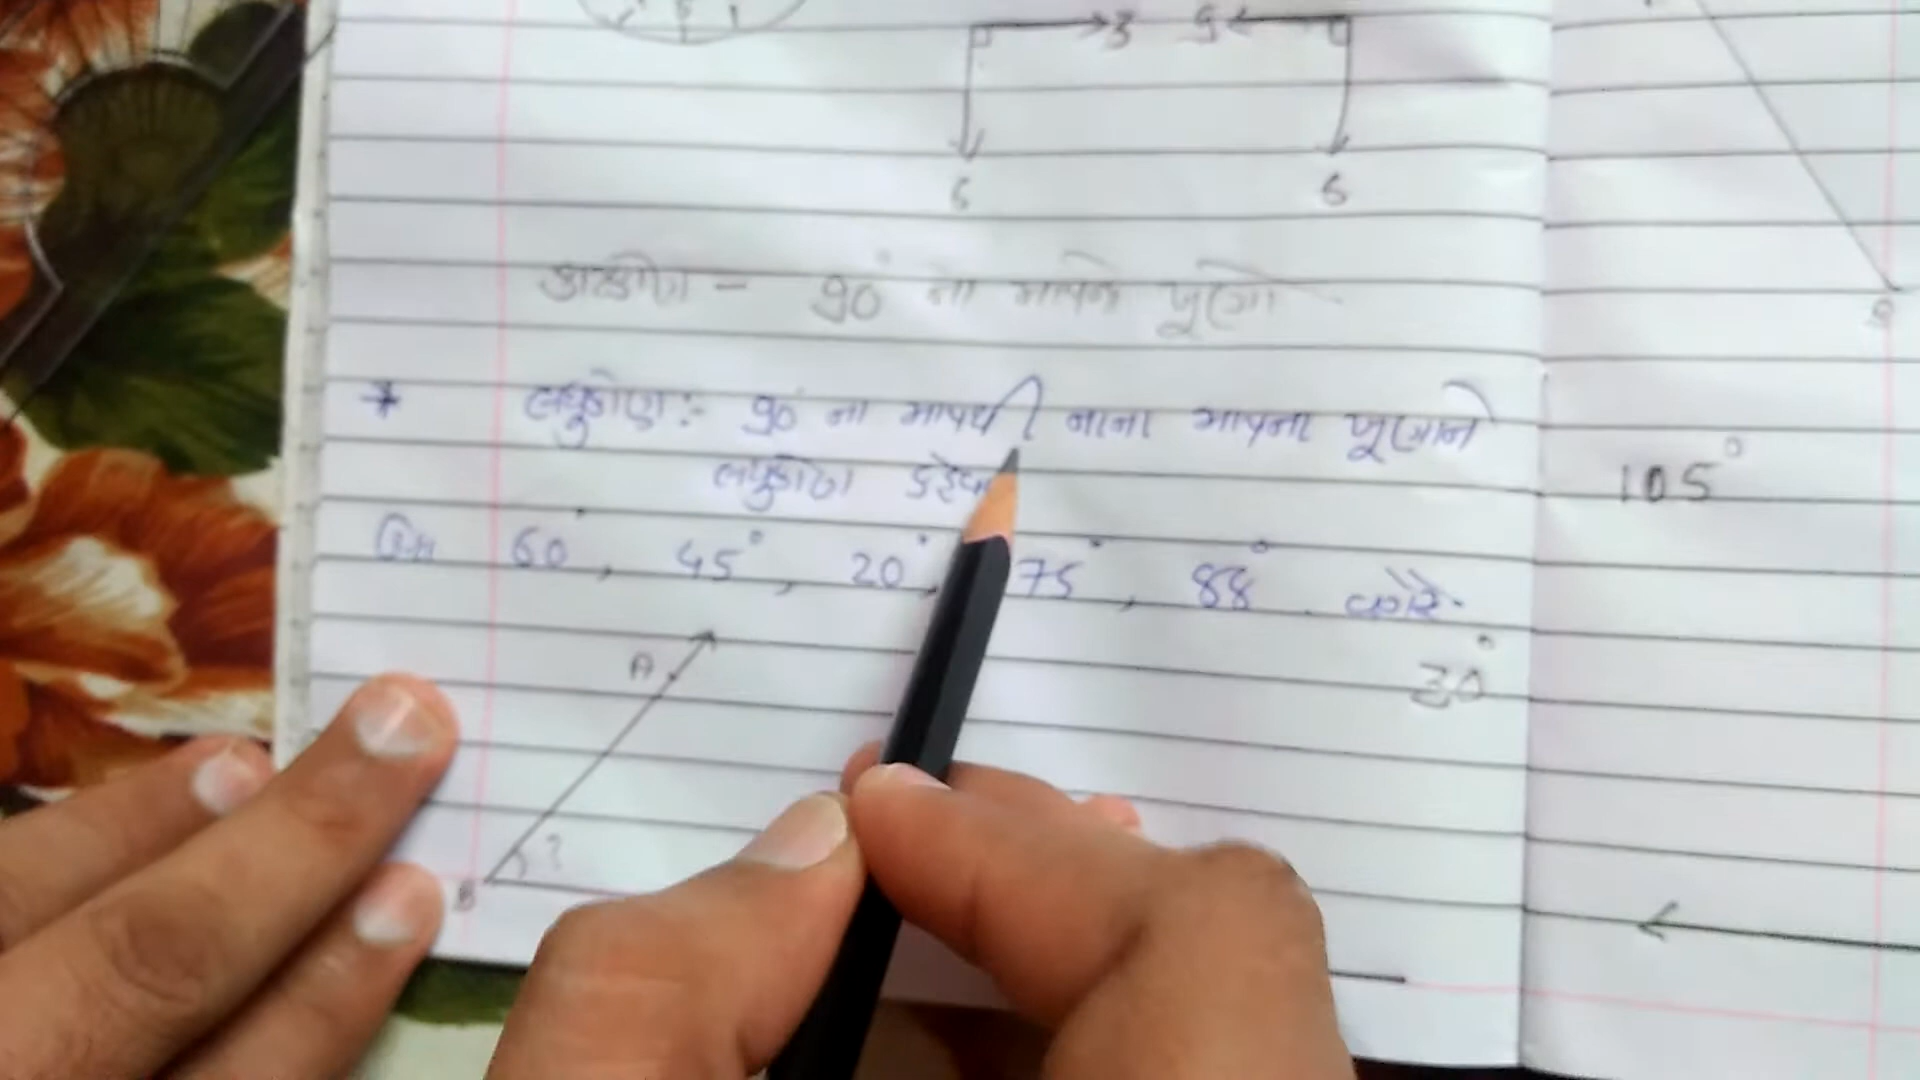 3 9
6 6
કાટકોણ - 90° ના માપનો ખૂણો
* લઘુકોણ :- 90° ના માપથી નાના માપના ખૂણાને
લઘુકોણ કહેવા
દા.ત 60°, 45°, 20°, 75°, 88° વગેરે.
A
30°
?
B
105°